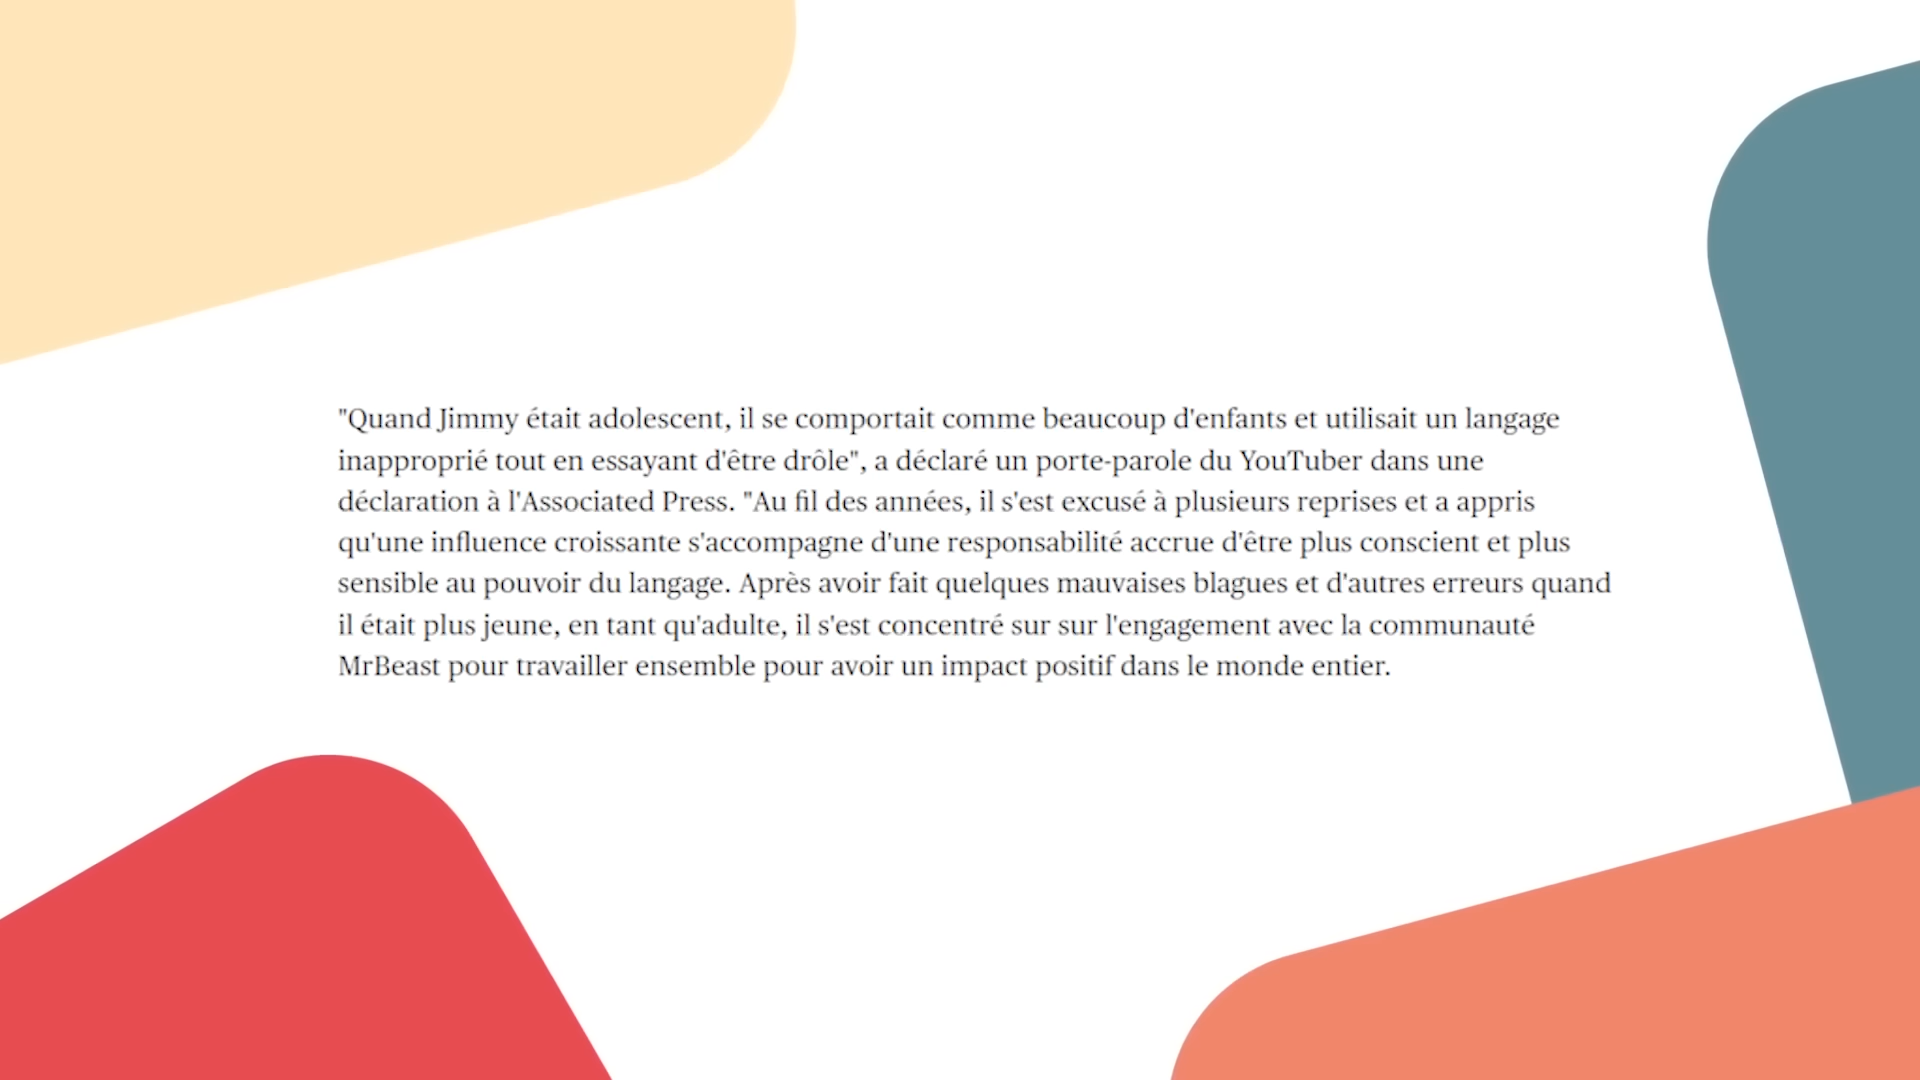 "Quand Jimmy était adolescent, il se comportait comme beaucoup d'enfants et utilisait un langage
inapproprié tout en essayant d'être drôle", a déclaré un porte-parole du YouTuber dans une
déclaration à l'Associated Press. "Au fil des années, il s'est excusé à plusieurs reprises et a appris
qu'une influence croissante s'accompagne d'une responsabilité accrue d'être plus conscient et plus
sensible au pouvoir du langage. Après avoir fait quelques mauvaises blagues et d'autres erreurs quand
il était plus jeune, en tant qu'adulte, il s'est concentré sur sur l'engagement avec la communauté
MrBeast pour travailler ensemble pour avoir un impact positif dans le monde entier.